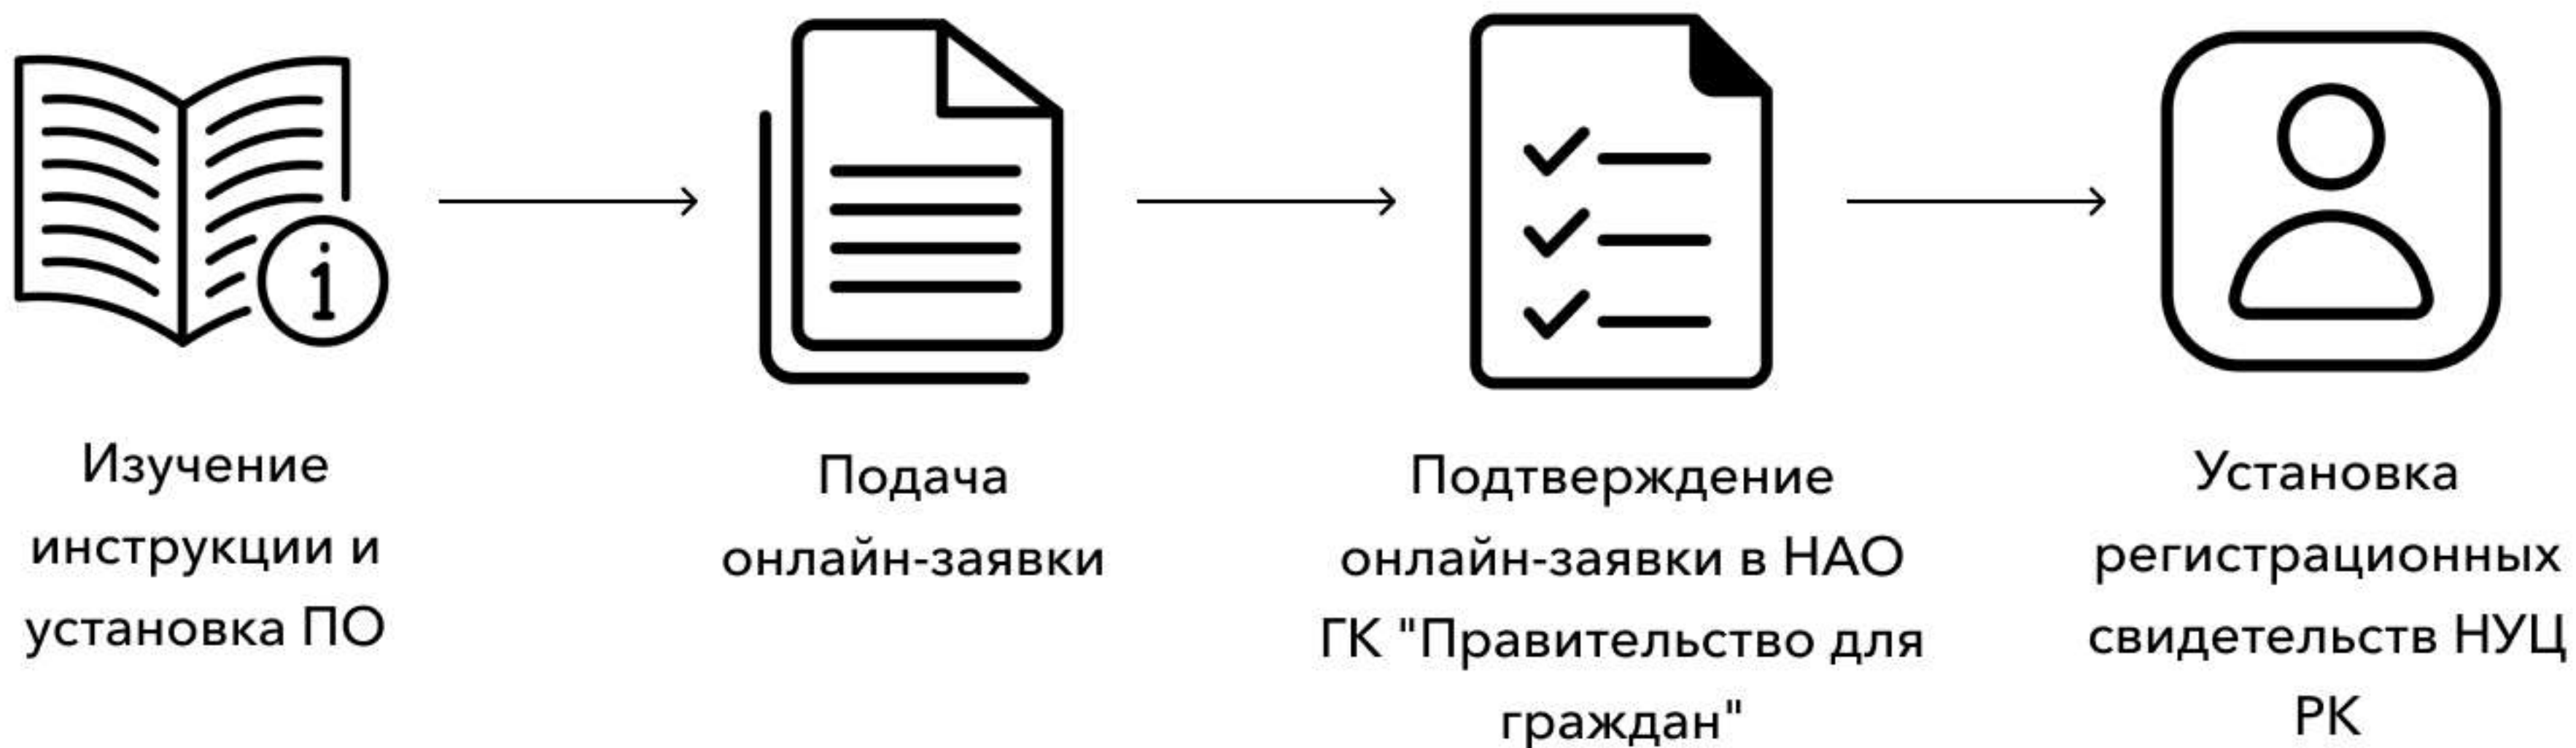 i
Изучение
инструкции и
установка ПО
Подача
онлайн-заявки
Подтверждение
онлайн-заявки в НАО
ГК "Правительство для
граждан"
Установка
регистрационных
свидетельств НУЦ
РК